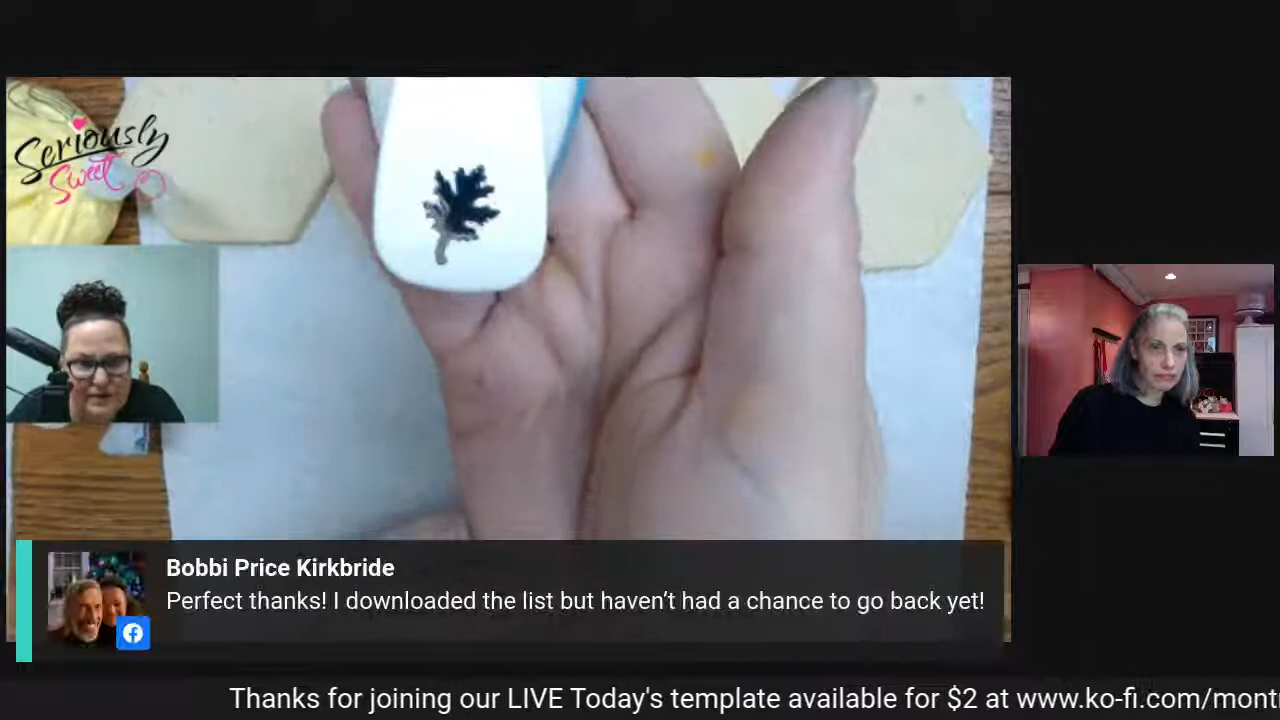 Seriously
Sweet
Bobbi Price Kirkbride
Perfect thanks! I downloaded the list but haven't had a chance to go back yet!
Thanks for joining our LIVE Today's template available for $2 at www.ko-fi.com/mont